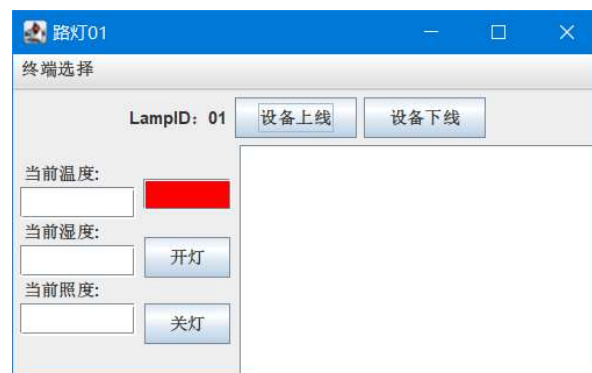 路灯01
终端选择
LampID：01 设备上线 设备下线
当前温度:
当前湿度:
开灯
当前照度:
关灯